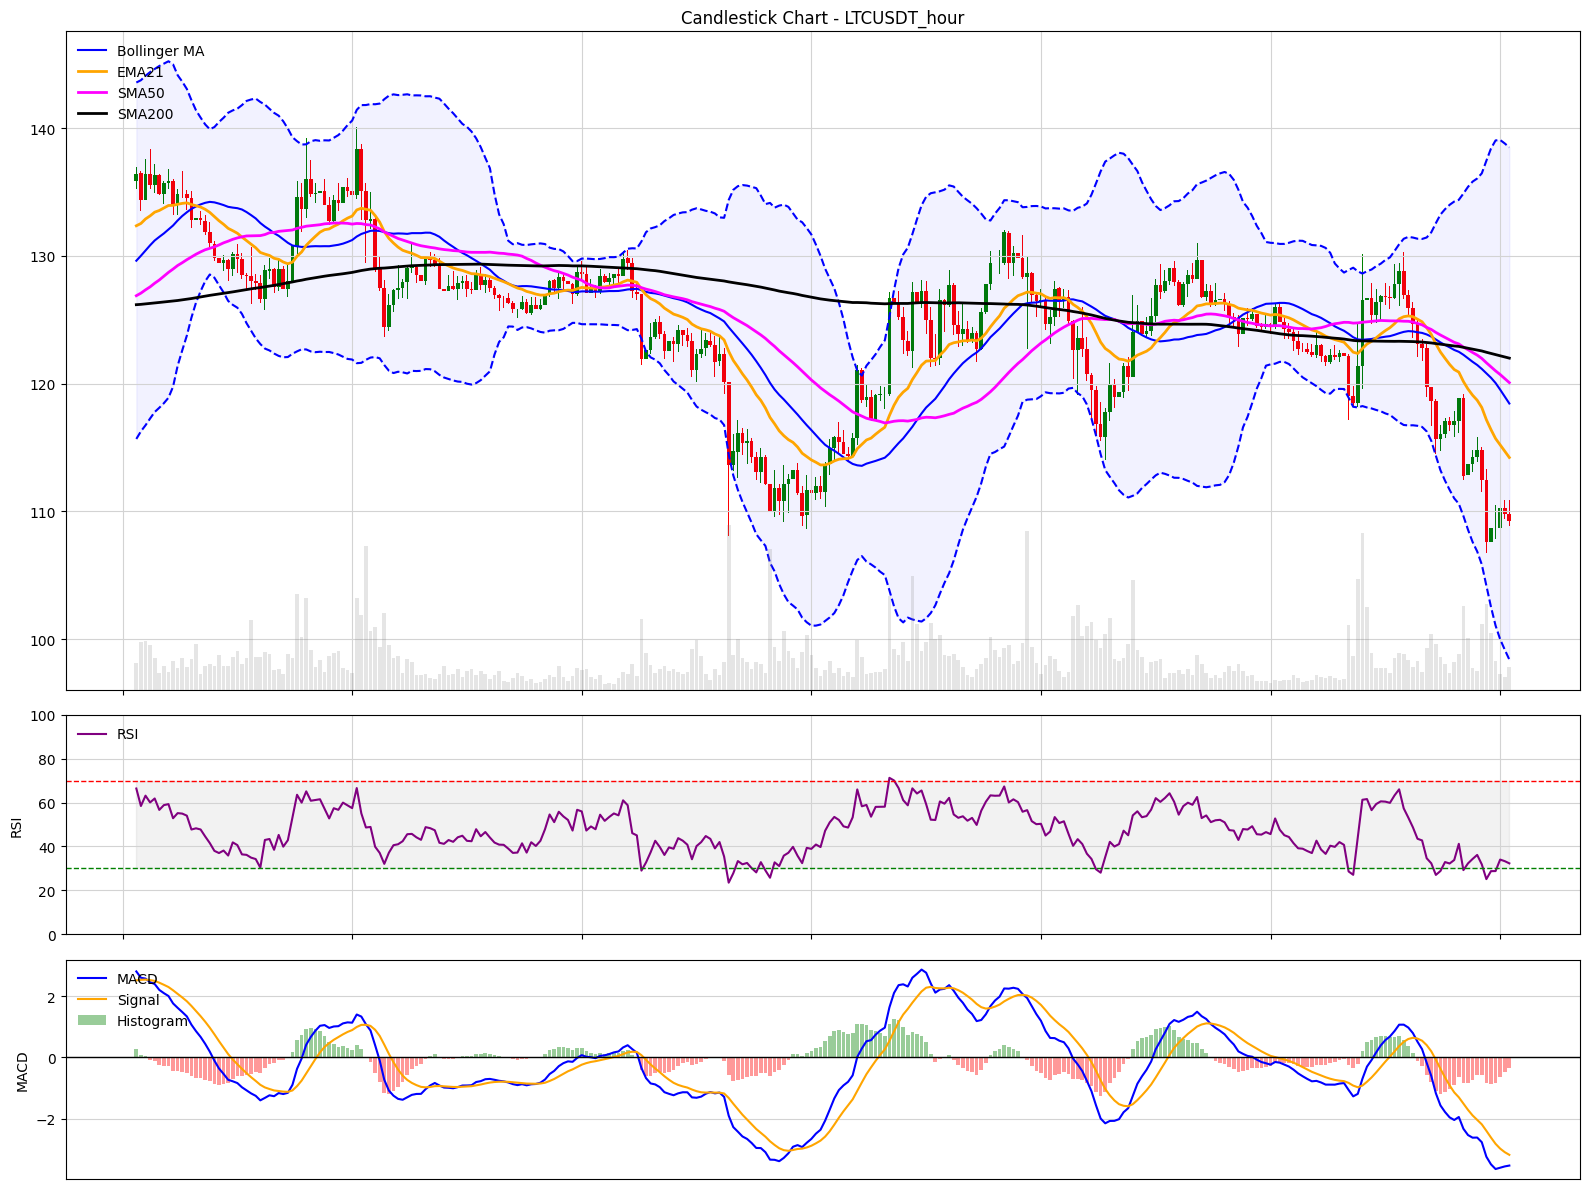 Candlestick Chart - LTCUSDT_hour
Bollinger MA
EMA21
SMA50
SMA200
140
130
120
110
100
RSI
100
80
60
40
20
0
RSI
MACD
Signal
Histogram
2
0
−2
MACD